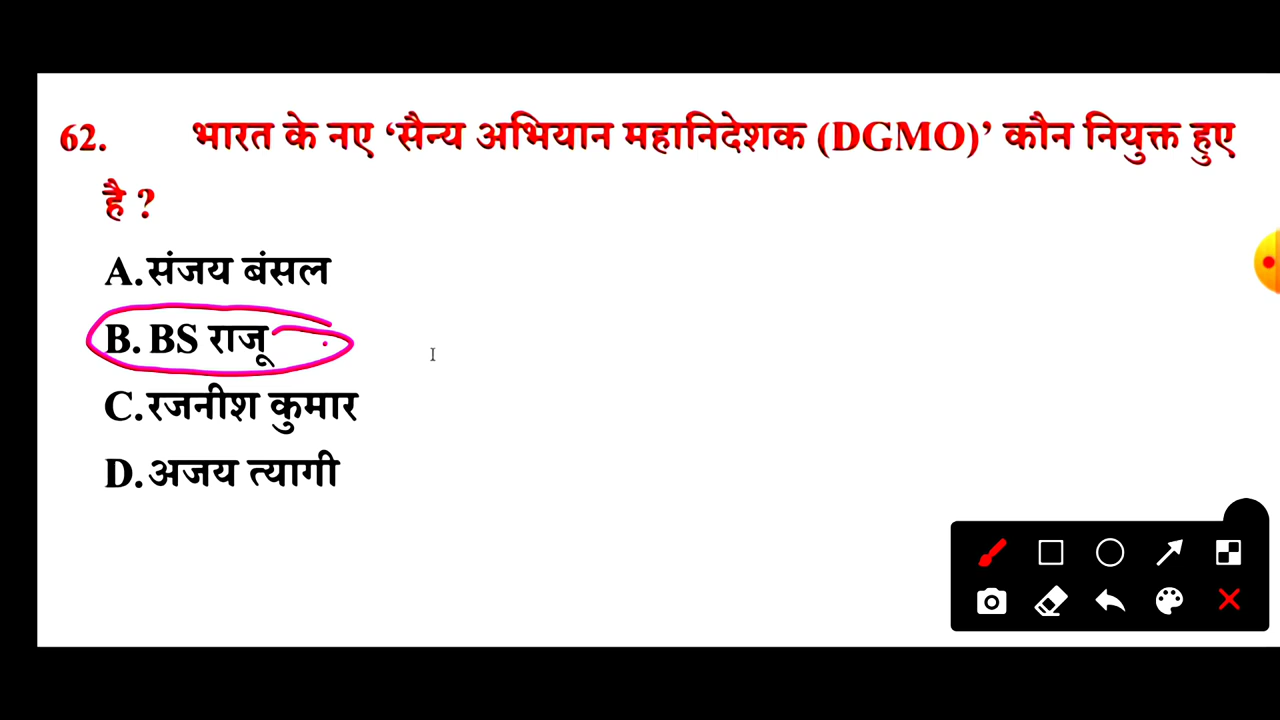 62. भारत के नए ‘सैन्य अभियान महानिदेशक (DGMO)’ कौन नियुक्त हुए
है ?
A. संजय बंसल
B. BS राजू
C. रजनीश कुमार
D. अजय त्यागी